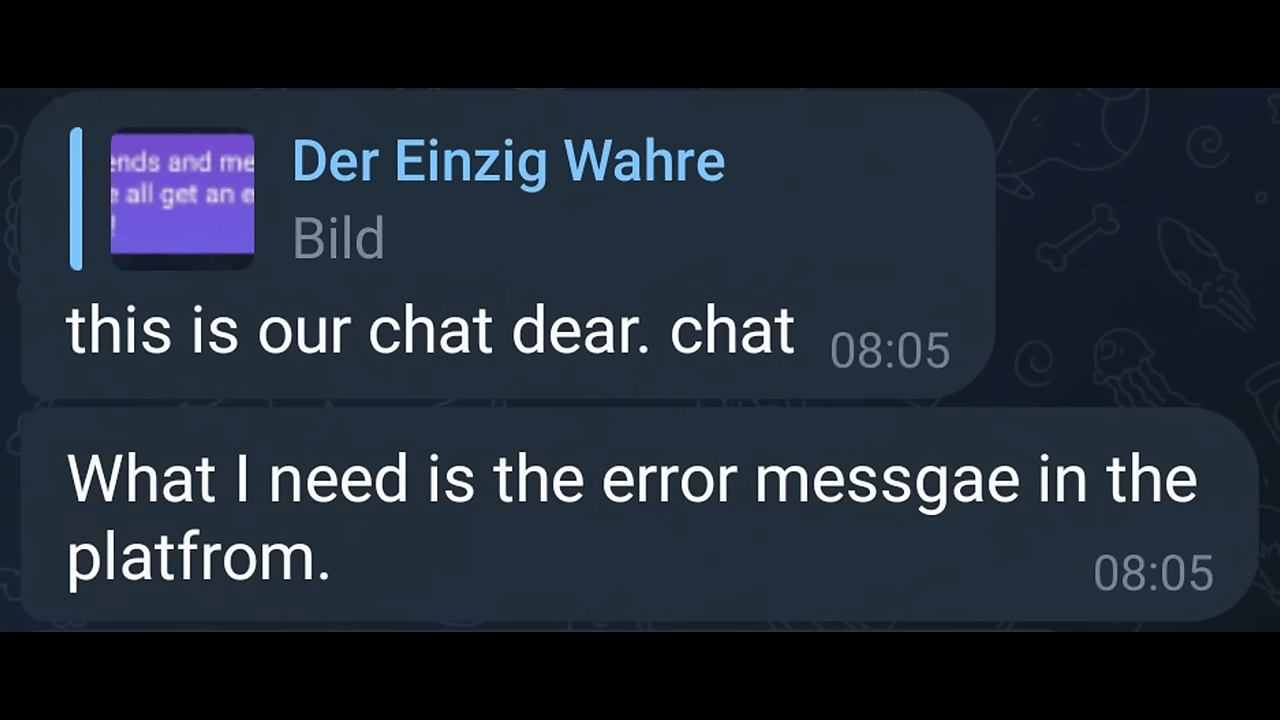 ends and me
all get an e
Der Einzig Wahre
Bild
this is our chat dear. chat
08:05
What I need is the error messgae in the
platfrom.
08:05